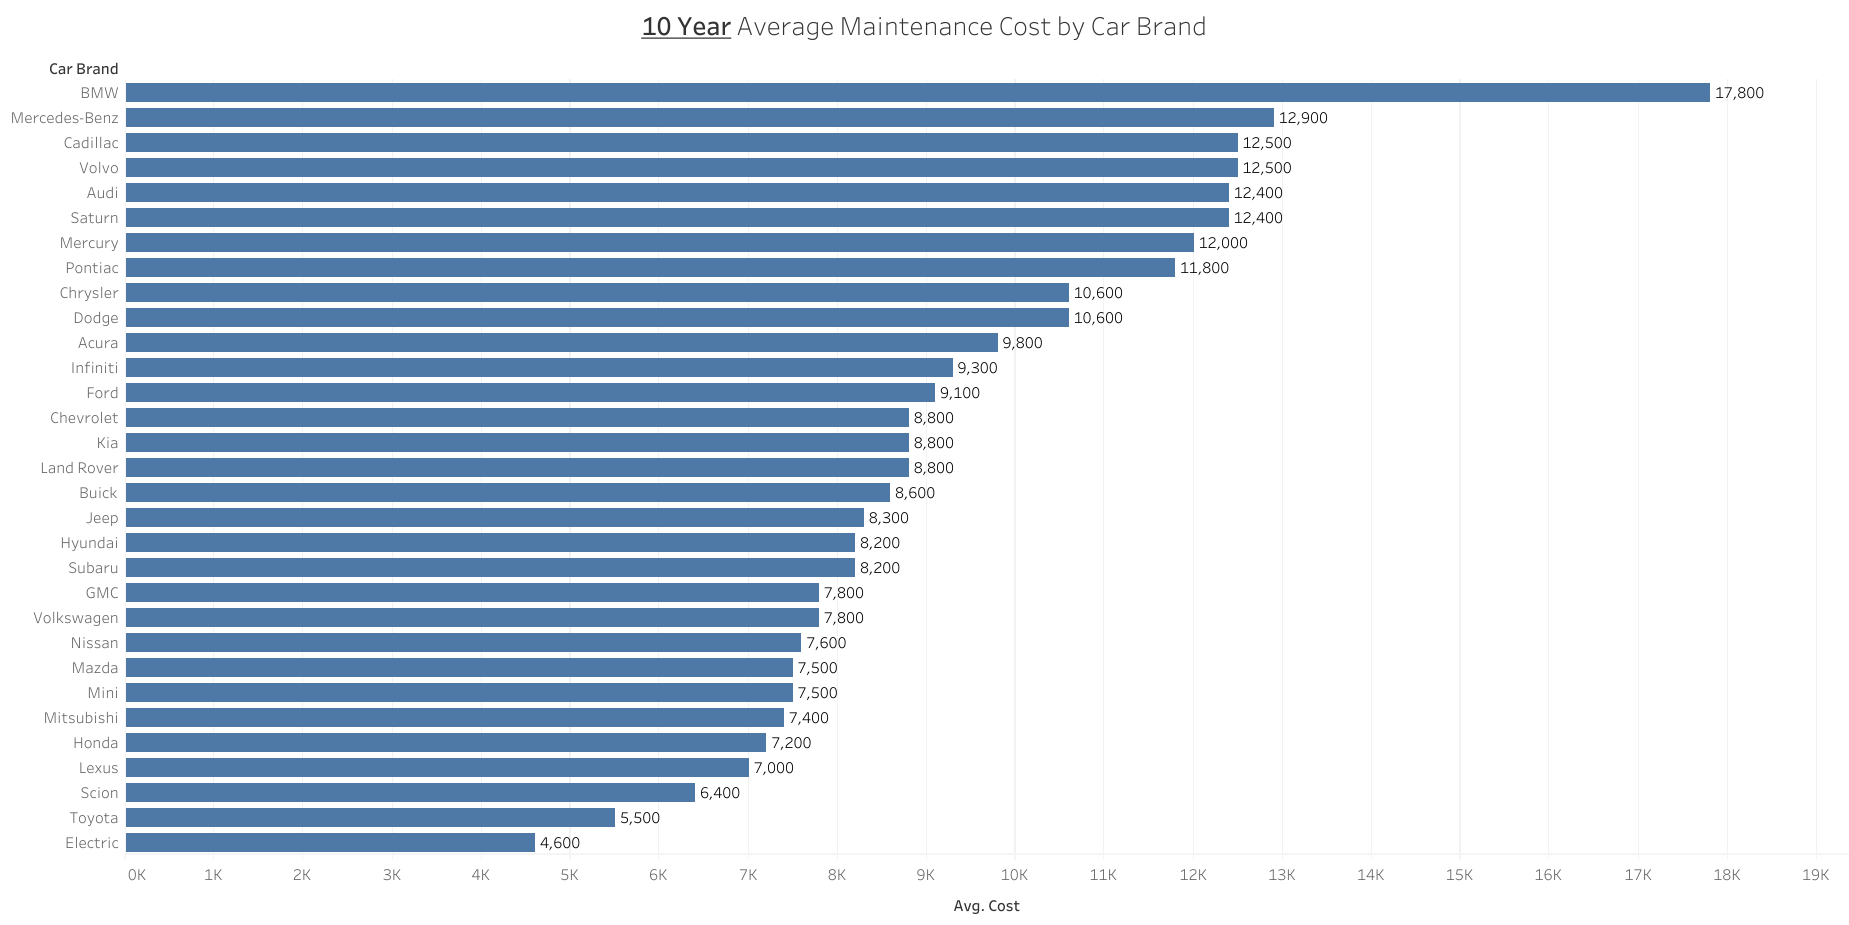 10 Year Average Maintenance Cost by Car Brand
Car Brand
BMW 17,800
Mercedes-Benz 12,900
Cadillac 12,500
Volvo 12,500
Audi 12,400
Saturn 12,400
Mercury 12,000
Pontiac 11,800
Chrysler 10,600
Dodge 10,600
Acura 9,800
Infiniti 9,300
Ford 9,100
Chevrolet 8,800
Kia 8,800
Land Rover 8,800
Buick 8,600
Jeep 8,300
Hyundai 8,200
Subaru 8,200
GMC 7,800
Volkswagen 7,800
Nissan 7,600
Mazda 7,500
Mini 7,500
Mitsubishi 7,400
Honda 7,200
Lexus 7,000
Scion 6,400
Toyota 5,500
Electric 4,600
0K 1K 2K 3K 4K 5K 6K 7K 8K 9K 10K 11K 12K 13K 14K 15K 16K 17K 18K 19K
Avg. Cost